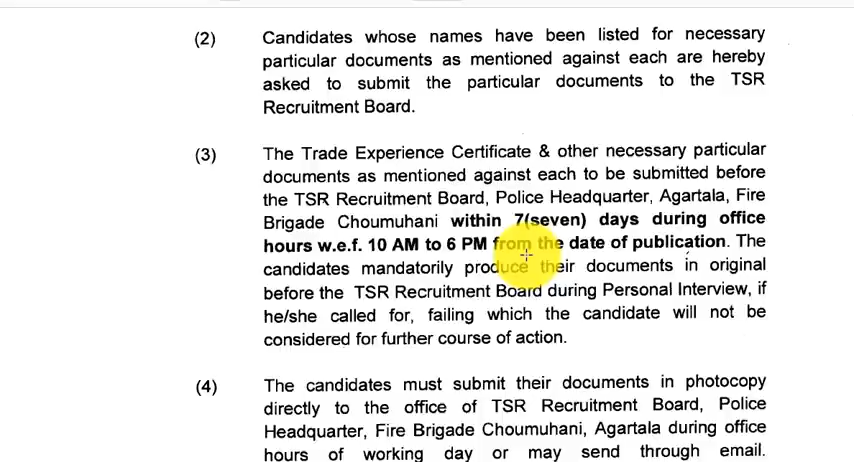 (2) Candidates whose names have been listed for necessary
particular documents as mentioned against each are hereby
asked to submit the particular documents to the TSR
Recruitment Board.
(3) The Trade Experience Certificate & other necessary particular
documents as mentioned against each to be submitted before
the TSR Recruitment Board, Police Headquarter, Agartala, Fire
Brigade Choumuhani within 7(seven) days during office
hours w.e.f. 10 AM to 6 PM from the date of publication. The
candidates mandatorily produce their documents in original
before the TSR Recruitment Board during Personal Interview, if
he/she called for, failing which the candidate will not be
considered for further course of action.
(4) The candidates must submit their documents in photocopy
directly to the office of TSR Recruitment Board, Police
Headquarter, Fire Brigade Choumuhani, Agartala during office
hours of working day or may send through email.